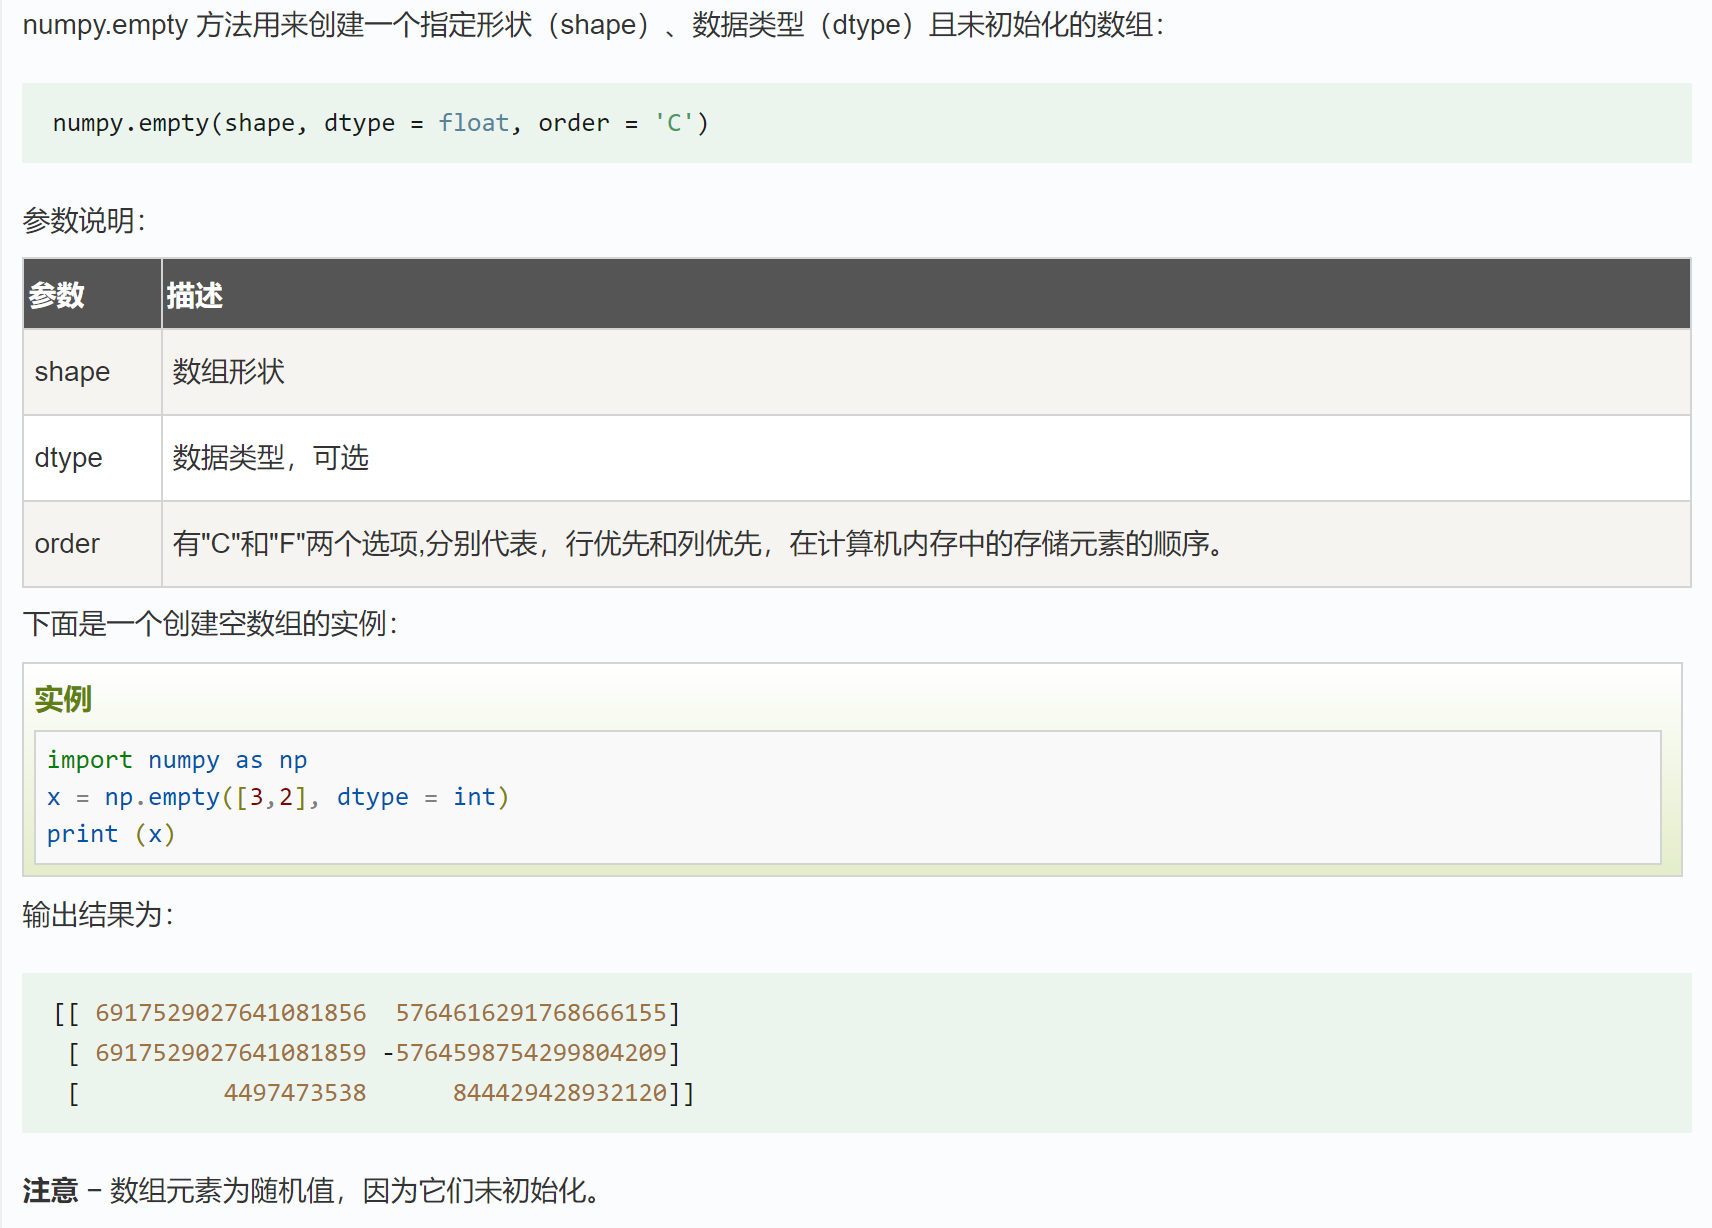 numpy.empty 方法用来创建一个指定形状（shape）、数据类型（dtype）且未初始化的数组：
numpy.empty(shape, dtype = float, order = 'C')
参数说明：
参数 描述
shape 数组形状
dtype 数据类型，可选
order 有"C"和"F"两个选项,分别代表，行优先和列优先，在计算机内存中的存储元素的顺序。
下面是一个创建空数组的实例：
实例
import numpy as np
x = np.empty([3,2], dtype = int)
print (x)
输出结果为：
[[ 6917529027641081856  5764616291768666155]
 [ 6917529027641081859 -5764598754299804209]
 [          4497473538      844429428932120]]
注意 – 数组元素为随机值，因为它们未初始化。